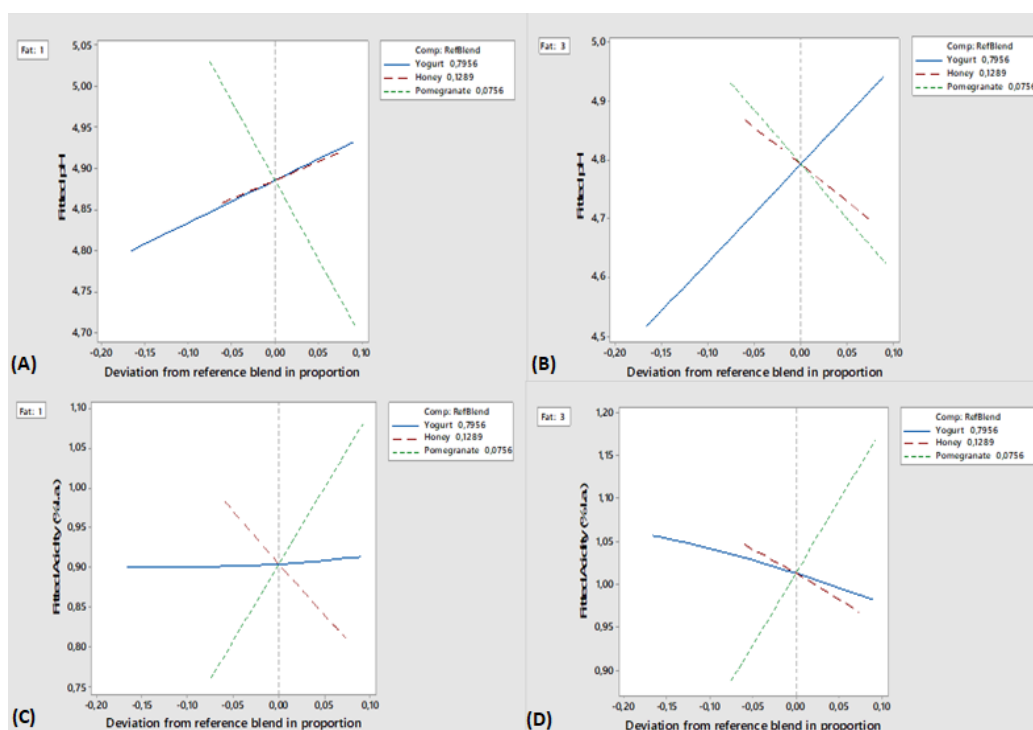 Fat: 1
5,05
5,00
4,95
4,90
4,85
4,80
4,75
4,70
Fitted pH
-0,20 -0,15 -0,10 -0,05 0,00 0,05 0,10
Deviation from reference blend in proportion
Comp: RefBlend
Yogurt 0,7956
Honey 0,1289
Pomegranate 0,0756
(A)
Fat: 3
5,0
4,9
4,8
4,7
4,6
4,5
Fitted pH
-0,20 -0,15 -0,10 -0,05 0,00 0,05 0,10
Deviation from reference blend in proportion
Comp: RefBlend
Yogurt 0,7956
Honey 0,1289
Pomegranate 0,0756
(B)
Fat: 1
1,10
1,05
1,00
0,95
0,90
0,85
0,80
0,75
Fitted Acidity (%l.a.)
-0,20 -0,15 -0,10 -0,05 0,00 0,05 0,10
Deviation from reference blend in proportion
Comp: RefBlend
Yogurt 0,7956
Honey 0,1289
Pomegranate 0,0756
(C)
Fat: 3
1,20
1,15
1,10
1,05
1,00
0,95
0,90
Fitted Acidity (%l.a.)
-0,20 -0,15 -0,10 -0,05 0,00 0,05 0,10
Deviation from reference blend in proportion
Comp: RefBlend
Yogurt 0,7956
Honey 0,1289
Pomegranate 0,0756
(D)